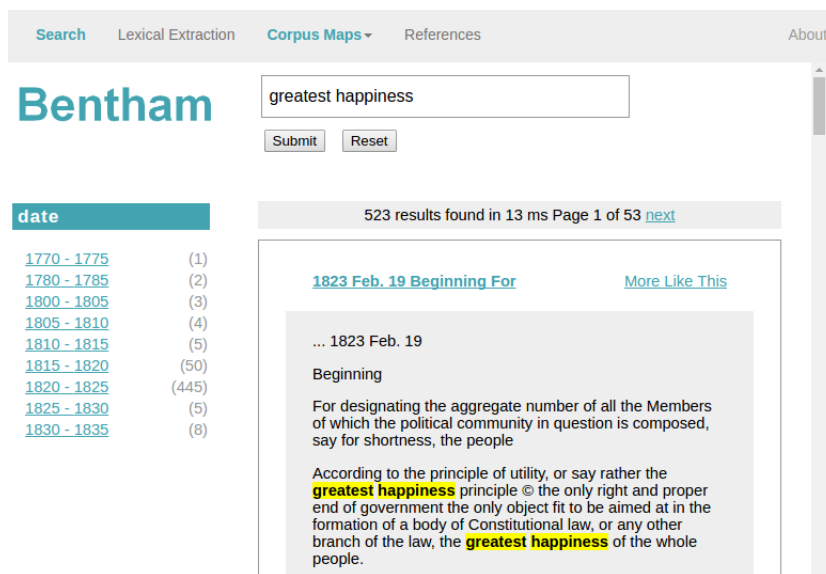 Search Lexical Extraction Corpus Maps References About
Bentham
greatest happiness
Submit Reset
date
1770 - 1775 (1)
1780 - 1785 (2)
1800 - 1805 (3)
1805 - 1810 (4)
1810 - 1815 (5)
1815 - 1820 (50)
1820 - 1825 (445)
1825 - 1830 (5)
1830 - 1835 (8)
523 results found in 13 ms Page 1 of 53 next
1823 Feb. 19 Beginning For More Like This
... 1823 Feb. 19
Beginning
For designating the aggregate number of all the Members
of which the political community in question is composed,
say for shortness, the people
According to the principle of utility, or say rather the
greatest happiness principle © the only right and proper
end of government the only object fit to be aimed at in the
formation of a body of Constitutional law, or any other
branch of the law, the greatest happiness of the whole
people.